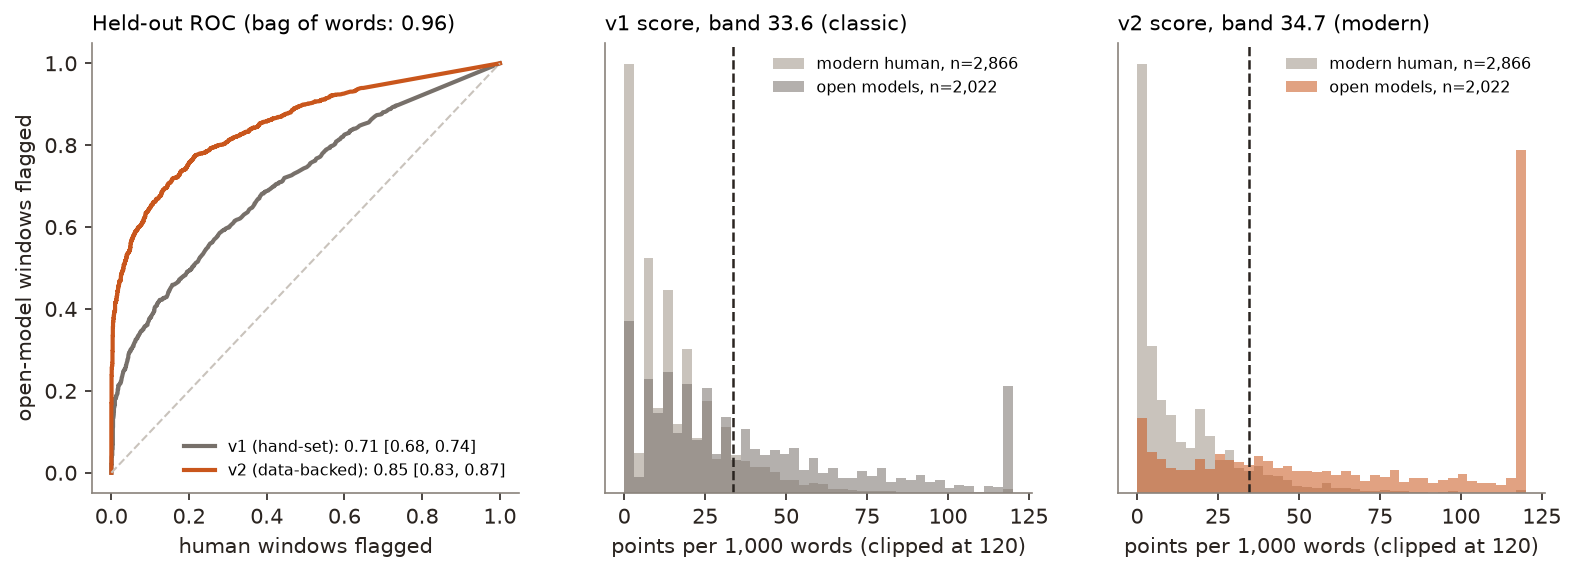 Held-out ROC (bag of words: 0.96)
1.0
0.8
0.6
0.4
0.2
0.0
open-model windows flagged
v1 (hand-set): 0.71 [0.68, 0.74]
v2 (data-backed): 0.85 [0.83, 0.87]
0.0 0.2 0.4 0.6 0.8 1.0
human windows flagged
v1 score, band 33.6 (classic)
modern human, n=2,866
open models, n=2,022
0 25 50 75 100 125
points per 1,000 words (clipped at 120)
v2 score, band 34.7 (modern)
modern human, n=2,866
open models, n=2,022
0 25 50 75 100 125
points per 1,000 words (clipped at 120)